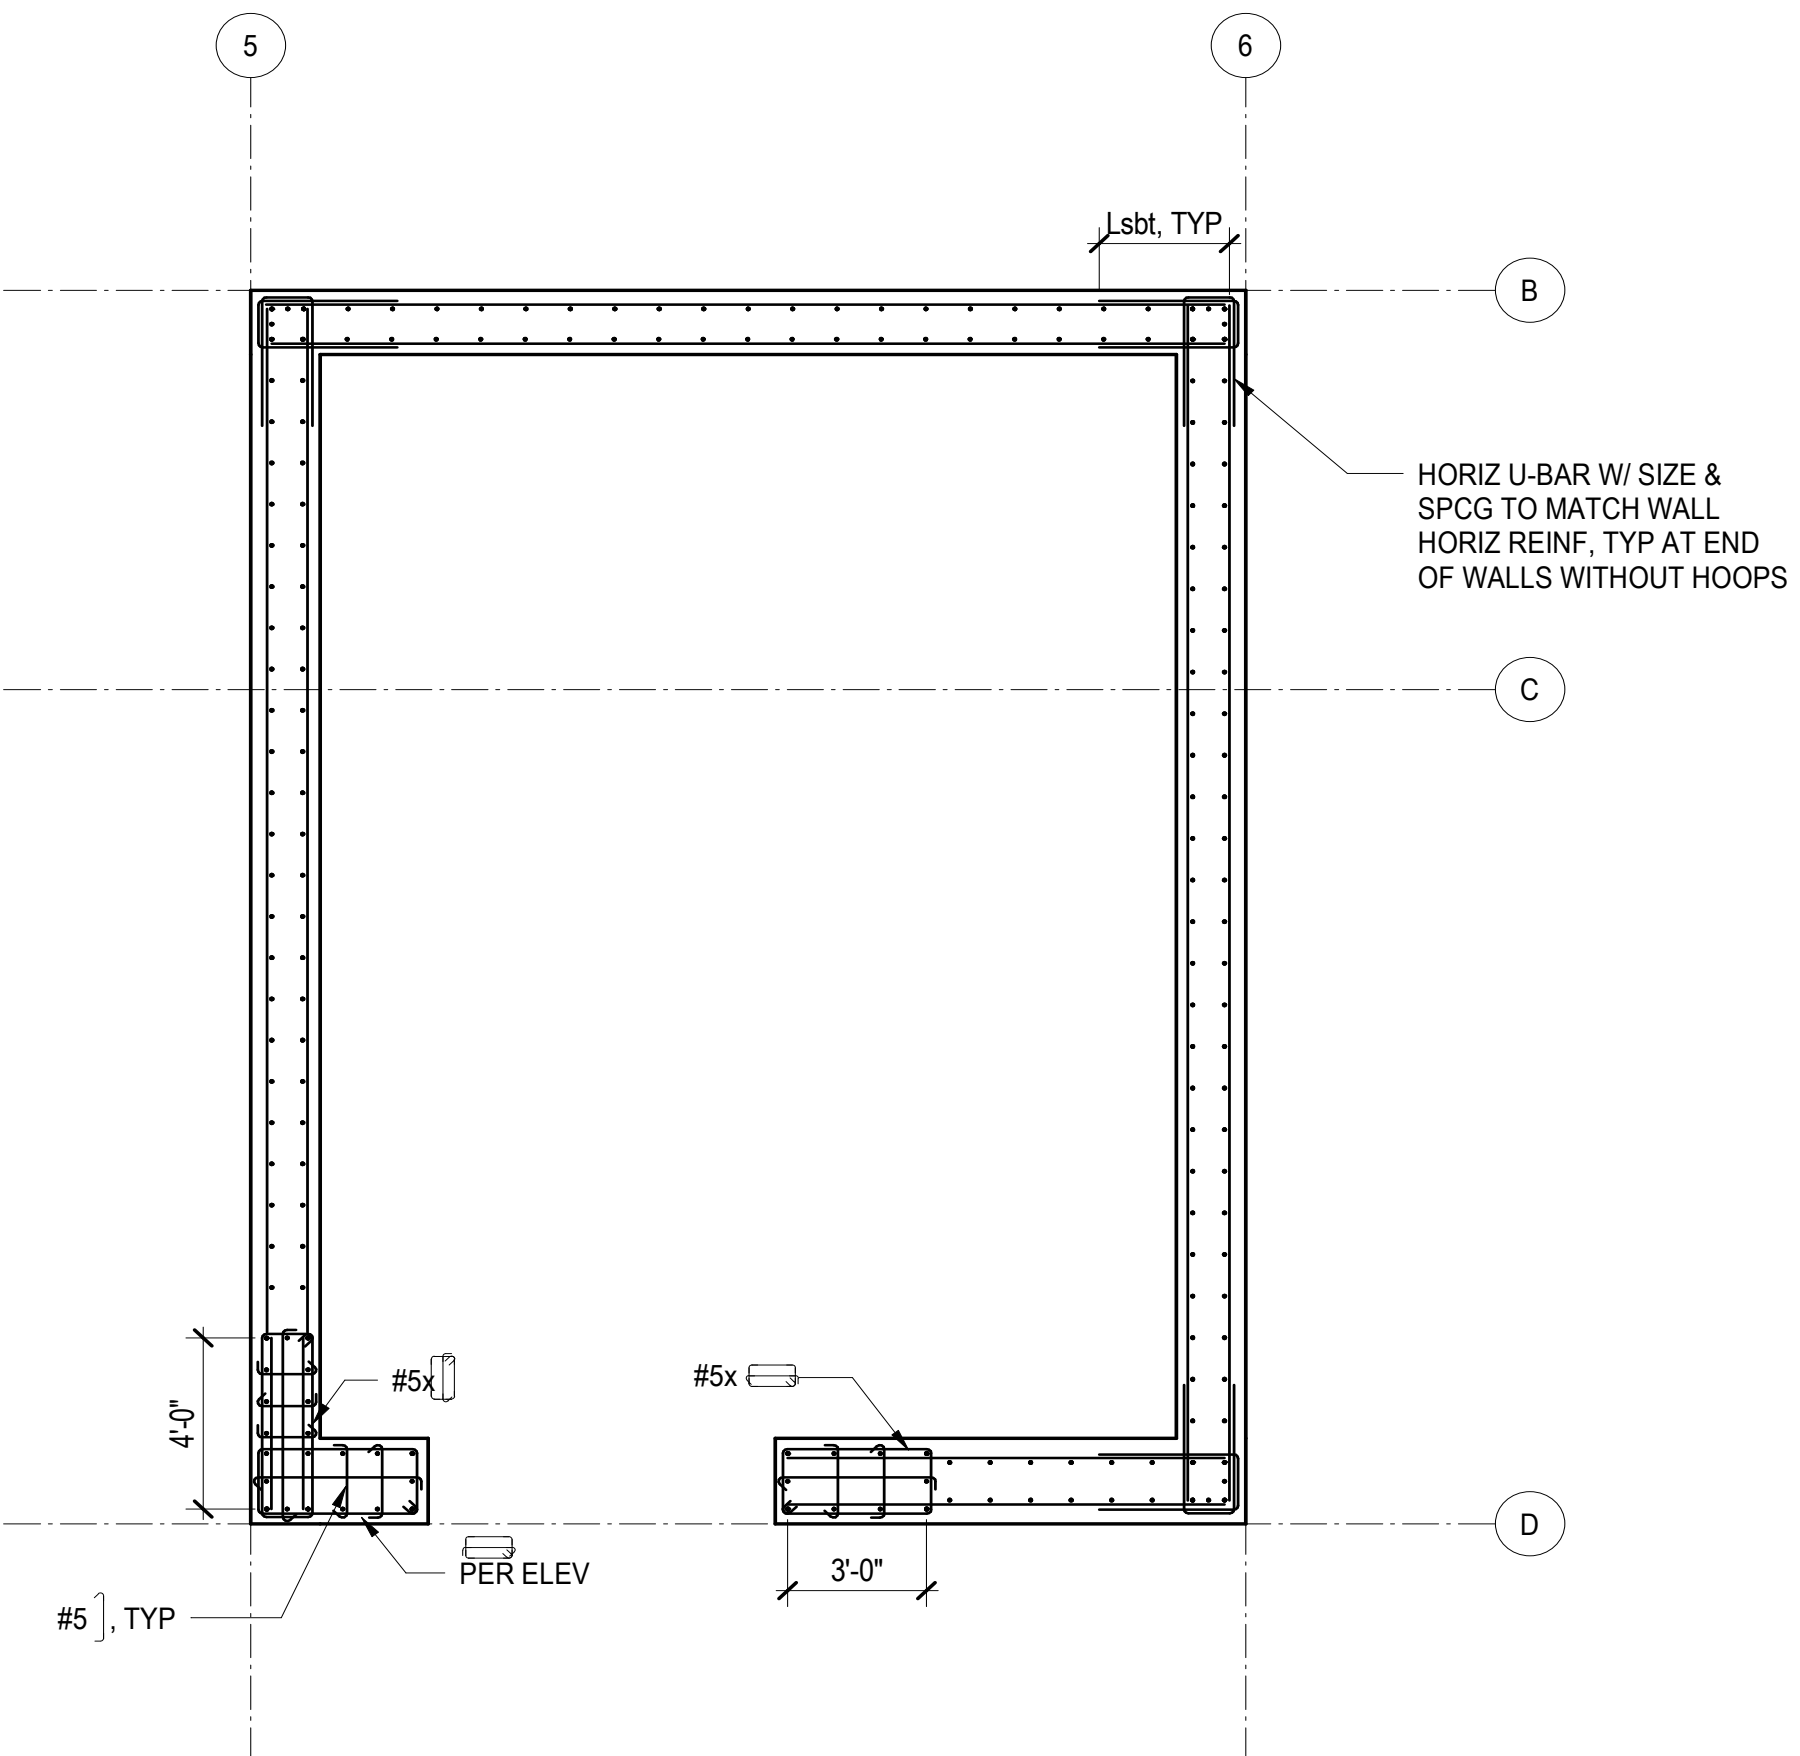 5
6
Lsbt, TYP
B
HORIZ U-BAR W/ SIZE &
SPCG TO MATCH WALL
HORIZ REINF, TYP AT END
OF WALLS WITHOUT HOOPS
C
4'-0"
#5x
#5x
D
3'-0"
PER ELEV
#5 , TYP